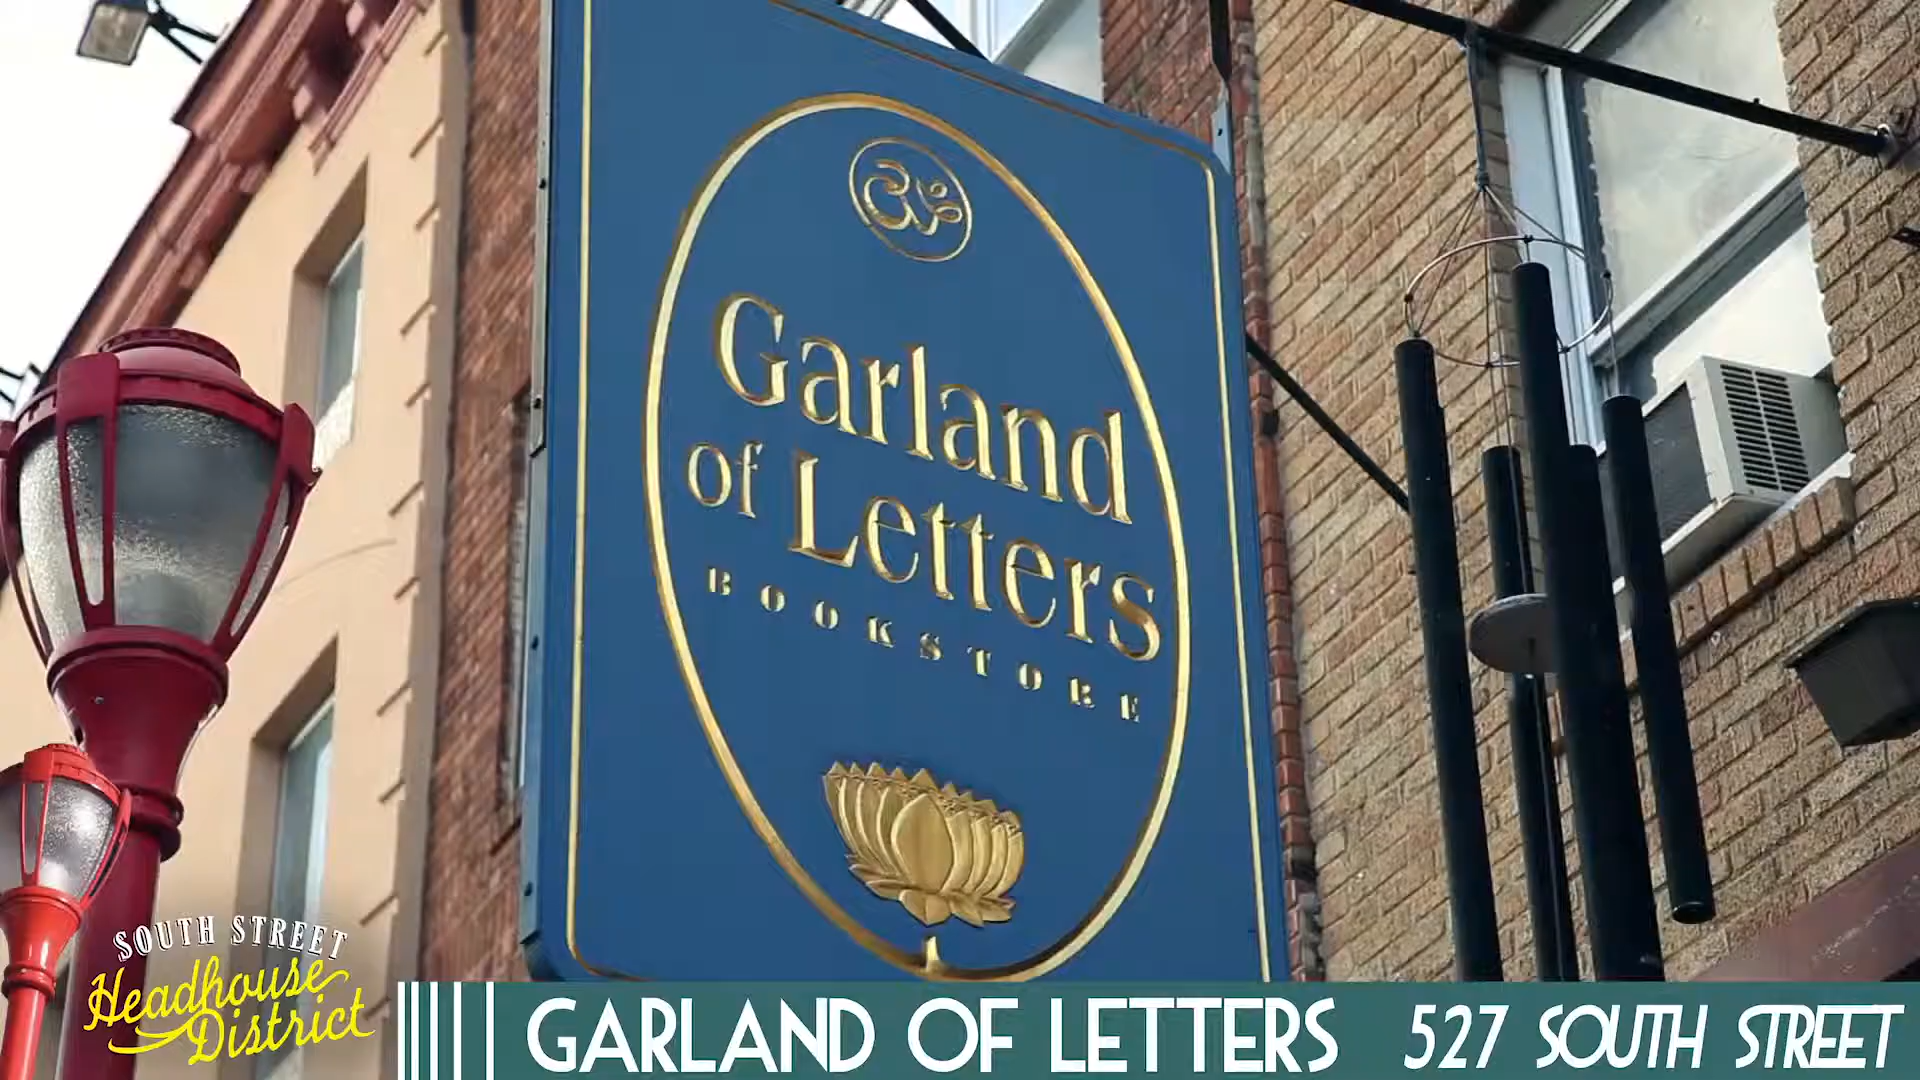 ॐ
Garland
of Letters
BOOKSTORE
SOUTH STREET
Headhouse
District
GARLAND OF LETTERS
527 SOUTH STREET